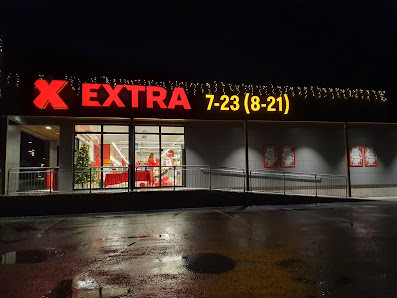 X EXTRA 7-23 (8-21)